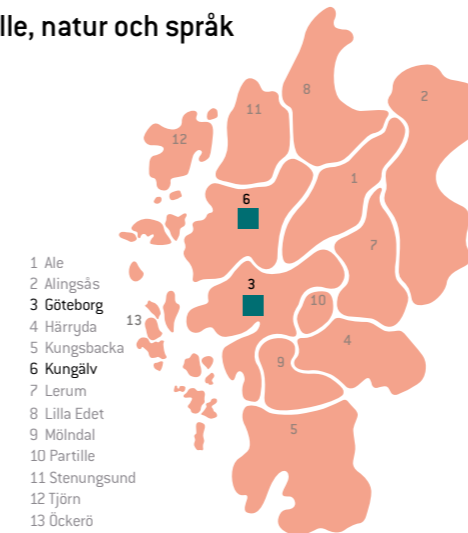 lle, natur och språk
8
2
11
12
1
6
7
3
10
13
4
9
5
1 Ale
2 Alingsås
3 Göteborg
4 Härryda
5 Kungsbacka
6 Kungälv
7 Lerum
8 Lilla Edet
9 Mölndal
10 Partille
11 Stenungsund
12 Tjörn
13 Öckerö